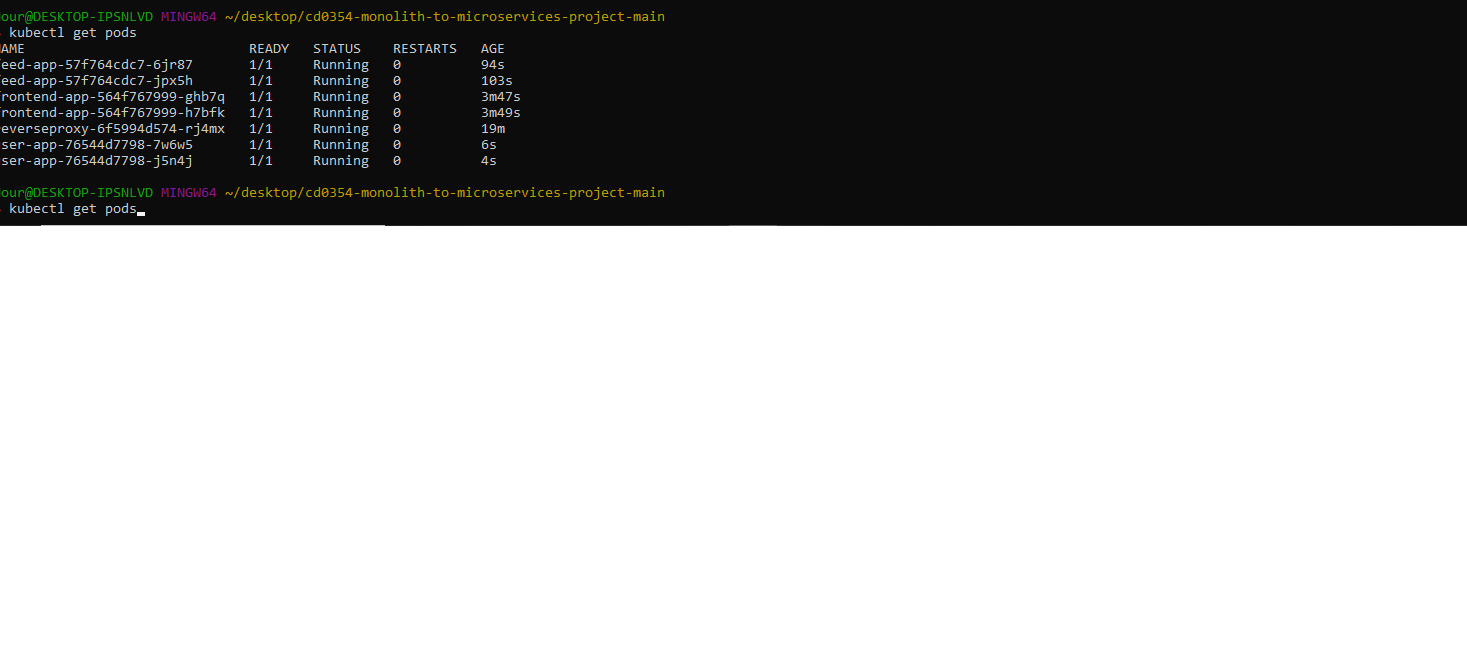 our@DESKTOP-IPSNLVD MINGW64 ~/desktop/cd0354-monolith-to-microservices-project-main
kubectl get pods
AME READY STATUS RESTARTS AGE
eed-app-57f764cdc7-6jr87 1/1 Running 0 94s
eed-app-57f764cdc7-jpx5h 1/1 Running 0 103s
rontend-app-564f767999-ghb7q 1/1 Running 0 3m47s
rontend-app-564f767999-h7bfk 1/1 Running 0 3m49s
everseproxy-6f5994d574-rj4mx 1/1 Running 0 19m
ser-app-76544d7798-7w6w5 1/1 Running 0 6s
ser-app-76544d7798-j5n4j 1/1 Running 0 4s
our@DESKTOP-IPSNLVD MINGW64 ~/desktop/cd0354-monolith-to-microservices-project-main
kubectl get pods